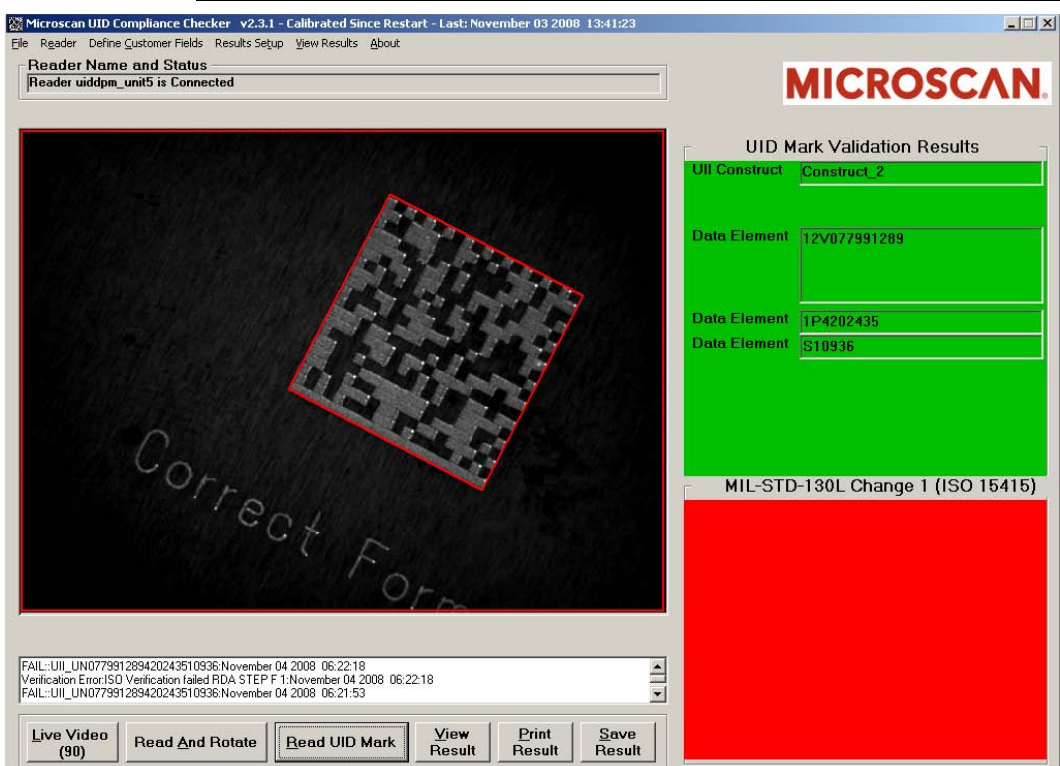 Microscan UID Compliance Checker v2.3.1 - Calibrated Since Restart - Last: November 03 2008 13:41:23
File Reader Define Customer Fields Results Setup View Results About
Reader Name and Status
Reader uiddpm_unit5 is Connected
MICROSCAN.
UID Mark Validation Results
UII Construct Construct_2
Data Element 12V077991289
Data Element 1P4202435
Data Element S10936
Correct Form
MIL-STD-130L Change 1 (ISO 15415)
FAIL::UII_UN077991289420243510936:November 04 2008 06:22:18
Verification Error:ISO Verification failed RDA STEP F 1:November 04 2008 06:22:18
FAIL::UII_UN077991289420243510936:November 04 2008 06:21:53
Live Video (90)
Read And Rotate
Read UID Mark
View Result
Print Result
Save Result